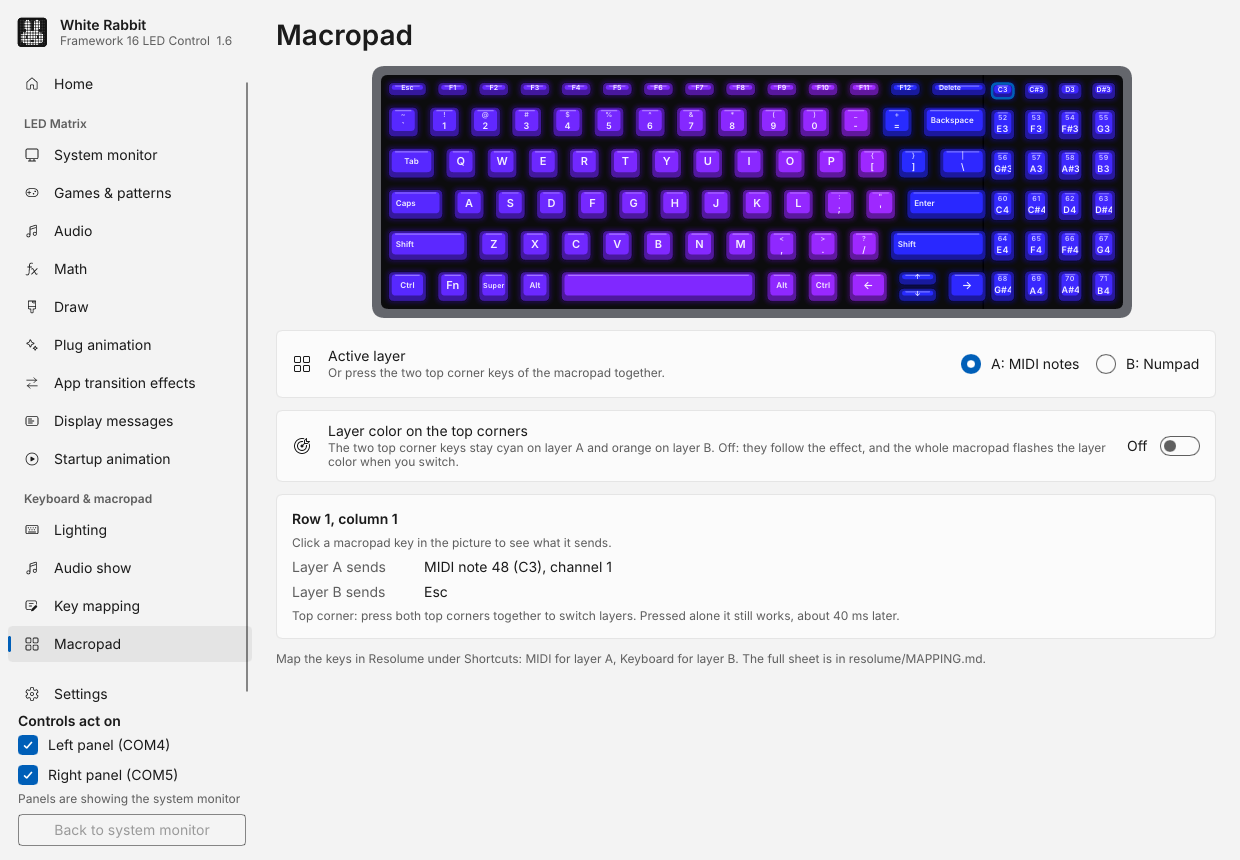 White Rabbit
Framework 16 LED Control 1.6
Home
LED Matrix
System monitor
Games & patterns
Audio
Math
Draw
Plug animation
App transition effects
Display messages
Startup animation
Keyboard & macropad
Lighting
Audio show
Key mapping
Macropad
Settings
Controls act on
Left panel (COM4)
Right panel (COM5)
Panels are showing the system monitor
Back to system monitor
Macropad
Esc F1 F2 F3 F4 F5 F6 F7 F8 F9 F10 F11 F12 Delete C3 C#3 D3 D#3
~ ! @ # $ % ^ & * ( ) _ + 52 53 54 55
` 1 2 3 4 5 6 7 8 9 0 - = Backspace E3 F3 F#3 G3
{ } | 56 57 58 59
Tab Q W E R T Y U I O P [ ] \ G#3 A3 A#3 B3
: " 60 61 62 63
Caps A S D F G H J K L ; ' Enter C4 C#4 D4 D#4
< > ? 64 65 66 67
Shift Z X C V B N M , . / Shift E4 F4 F#4 G4
↑ 68 69 70 71
Ctrl Fn Super Alt Alt Ctrl ← ↓ → G#4 A4 A#4 B4
Active layer
Or press the two top corner keys of the macropad together.
A: MIDI notes
B: Numpad
Layer color on the top corners
The two top corner keys stay cyan on layer A and orange on layer B. Off: they follow the effect, and the whole macropad flashes the layer
color when you switch.
Off
Row 1, column 1
Click a macropad key in the picture to see what it sends.
Layer A sends MIDI note 48 (C3), channel 1
Layer B sends Esc
Top corner: press both top corners together to switch layers. Pressed alone it still works, about 40 ms later.
Map the keys in Resolume under Shortcuts: MIDI for layer A, Keyboard for layer B. The full sheet is in resolume/MAPPING.md.